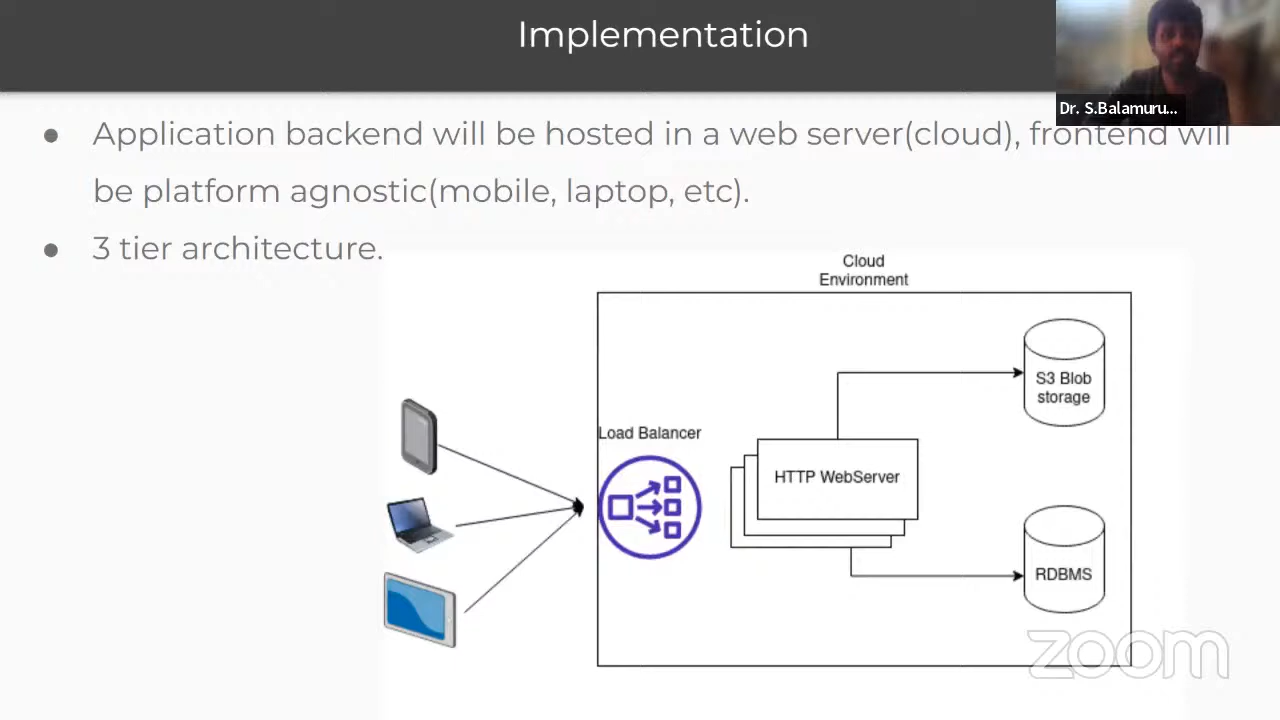 Implementation
Dr. S.Balamuru...
● Application backend will be hosted in a web server(cloud), frontend will
be platform agnostic(mobile, laptop, etc).
● 3 tier architecture.
Cloud
Environment
S3 Blob
storage
Load Balancer
HTTP WebServer
RDBMS
zoom